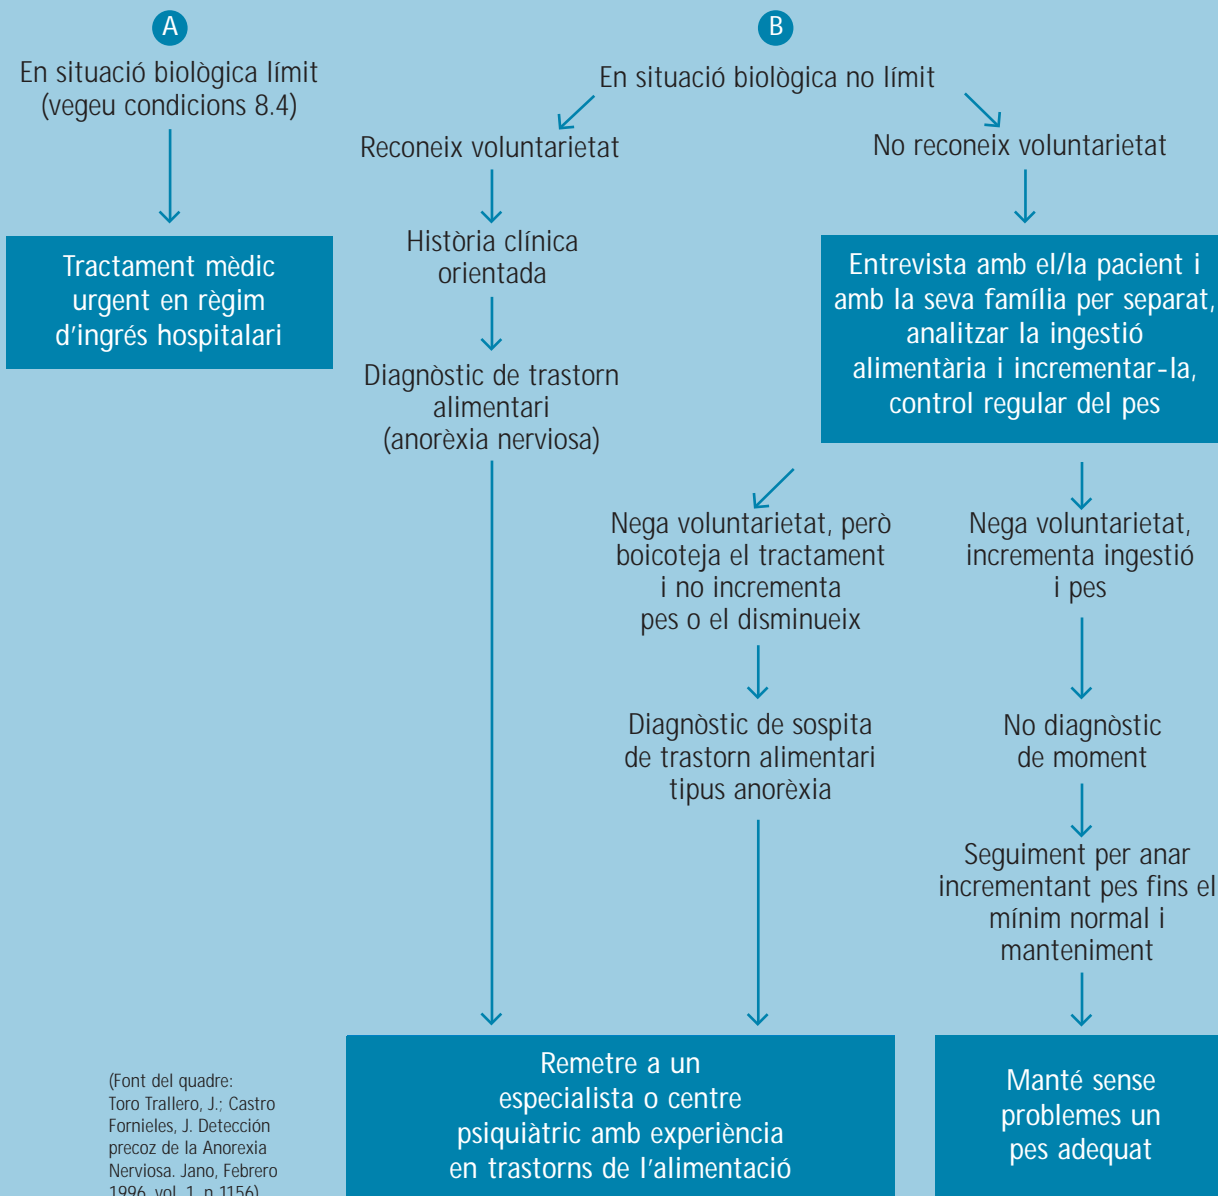 A
En situació biològica límit
(vegeu condicions 8.4)
Tractament mèdic
urgent en règim
d'ingrés hospitalari
B
En situació biològica no límit
Reconeix voluntarietat
Història clínica
orientada
Diagnòstic de trastorn
alimentari
(anorèxia nerviosa)
No reconeix voluntarietat
Entrevista amb el/la pacient i
amb la seva família per separat,
analitzar la ingestió
alimentària i incrementar-la,
control regular del pes
Nega voluntarietat, però
boicoteja el tractament
i no incrementa
pes o el disminueix
Diagnòstic de sospita
de trastorn alimentari
tipus anorèxia
Nega voluntarietat,
incrementa ingestió
i pes
No diagnòstic
de moment
Seguiment per anar
incrementant pes fins el
mínim normal i
manteniment
Remetre a un
especialista o centre
psiquiàtric amb experiència
en trastorns de l'alimentació
Manté sense
problemes un
pes adequat
(Font del quadre:
Toro Trallero, J.; Castro
Fornieles, J. Detección
precoz de la Anorexia
Nerviosa. Jano, Febrero
1996, vol. 1, n 1156)